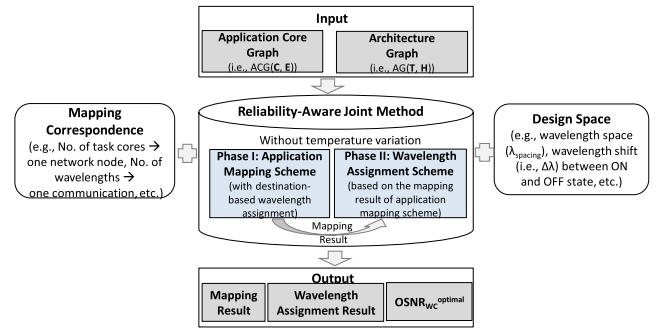 Input
Application Core
Graph
(i.e., ACG(C, E))
Architecture
Graph
(i.e., AG(T, H))
Mapping
Correspondence
(e.g., No. of task cores →
one network node, No. of
wavelengths →
one communication, etc.)
Reliability-Aware Joint Method
Without temperature variation
Phase I: Application
Mapping Scheme
(with destination-
based wavelength
assignment)
Phase II: Wavelength
Assignment Scheme
(based on the mapping
result of application
mapping scheme)
Mapping
Result
Design Space
(e.g., wavelength space
(λspacing), wavelength shift
(i.e., Δλ) between ON
and OFF state, etc.)
Output
Mapping
Result
Wavelength
Assignment Result
OSNRWC optimal